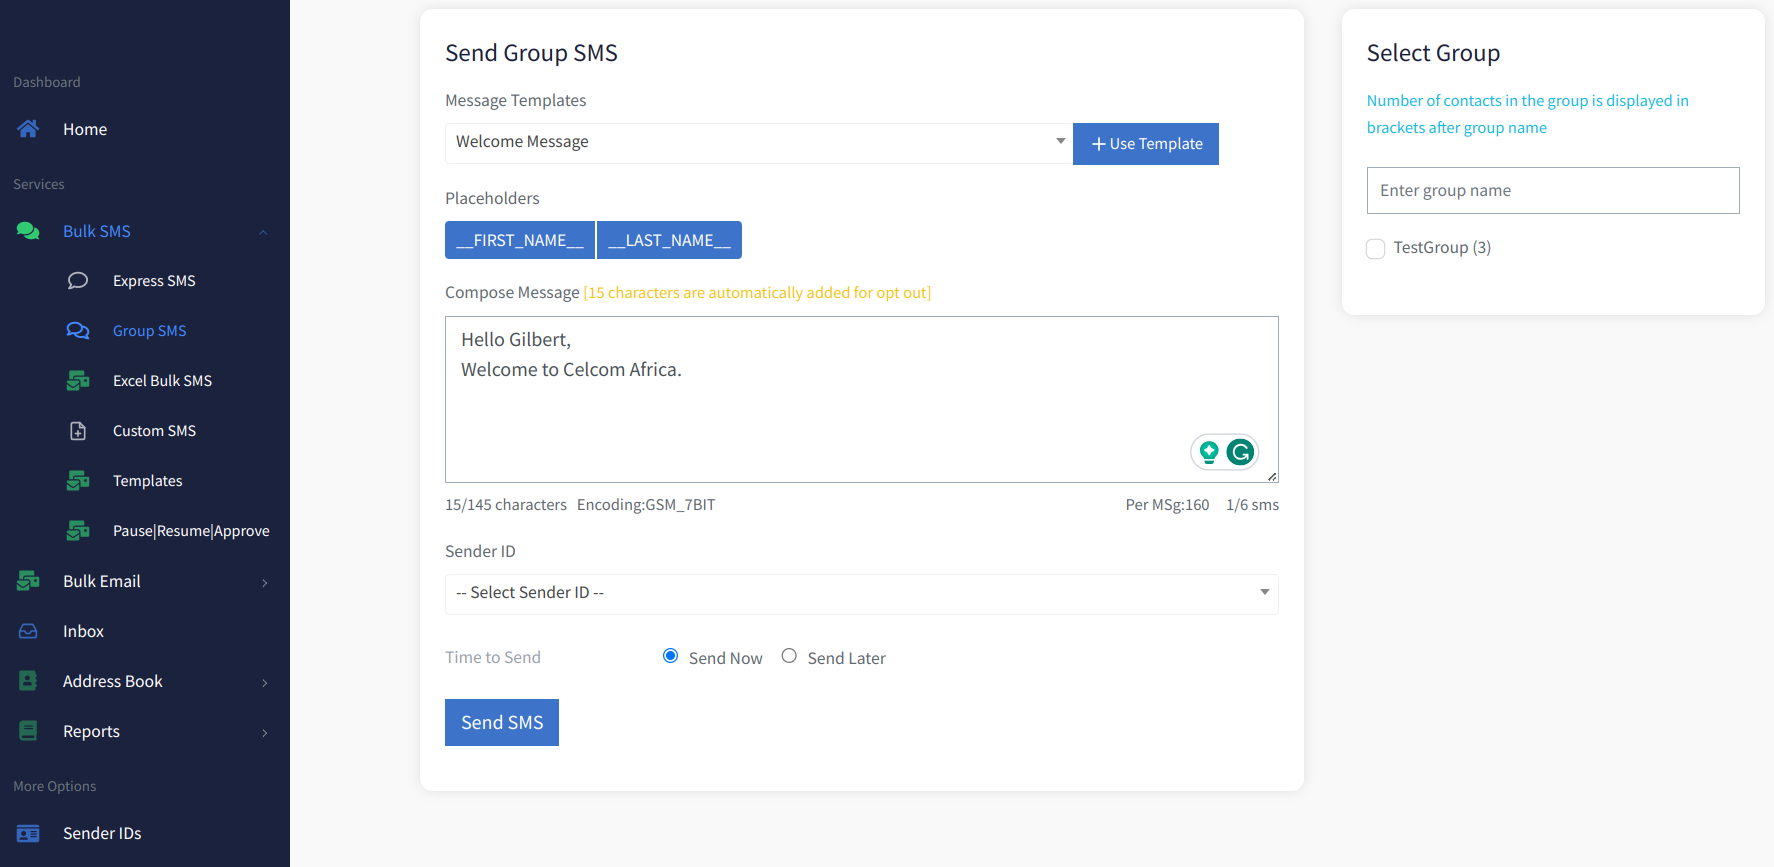 Dashboard
Home
Services
Bulk SMS
Express SMS
Group SMS
Excel Bulk SMS
Custom SMS
Templates
Pause|Resume|Approve
Bulk Email
Inbox
Address Book
Reports
More Options
Sender IDs
Send Group SMS
Message Templates
Welcome Message
+ Use Template
Placeholders
__FIRST_NAME__ __LAST_NAME__
Compose Message [15 characters are automatically added for opt out]
Hello Gilbert,
Welcome to Celcom Africa.
15/145 characters Encoding:GSM_7BIT Per MSg:160 1/6 sms
Sender ID
-- Select Sender ID --
Time to Send Send Now Send Later
Send SMS
Select Group
Number of contacts in the group is displayed in
brackets after group name
Enter group name
TestGroup (3)